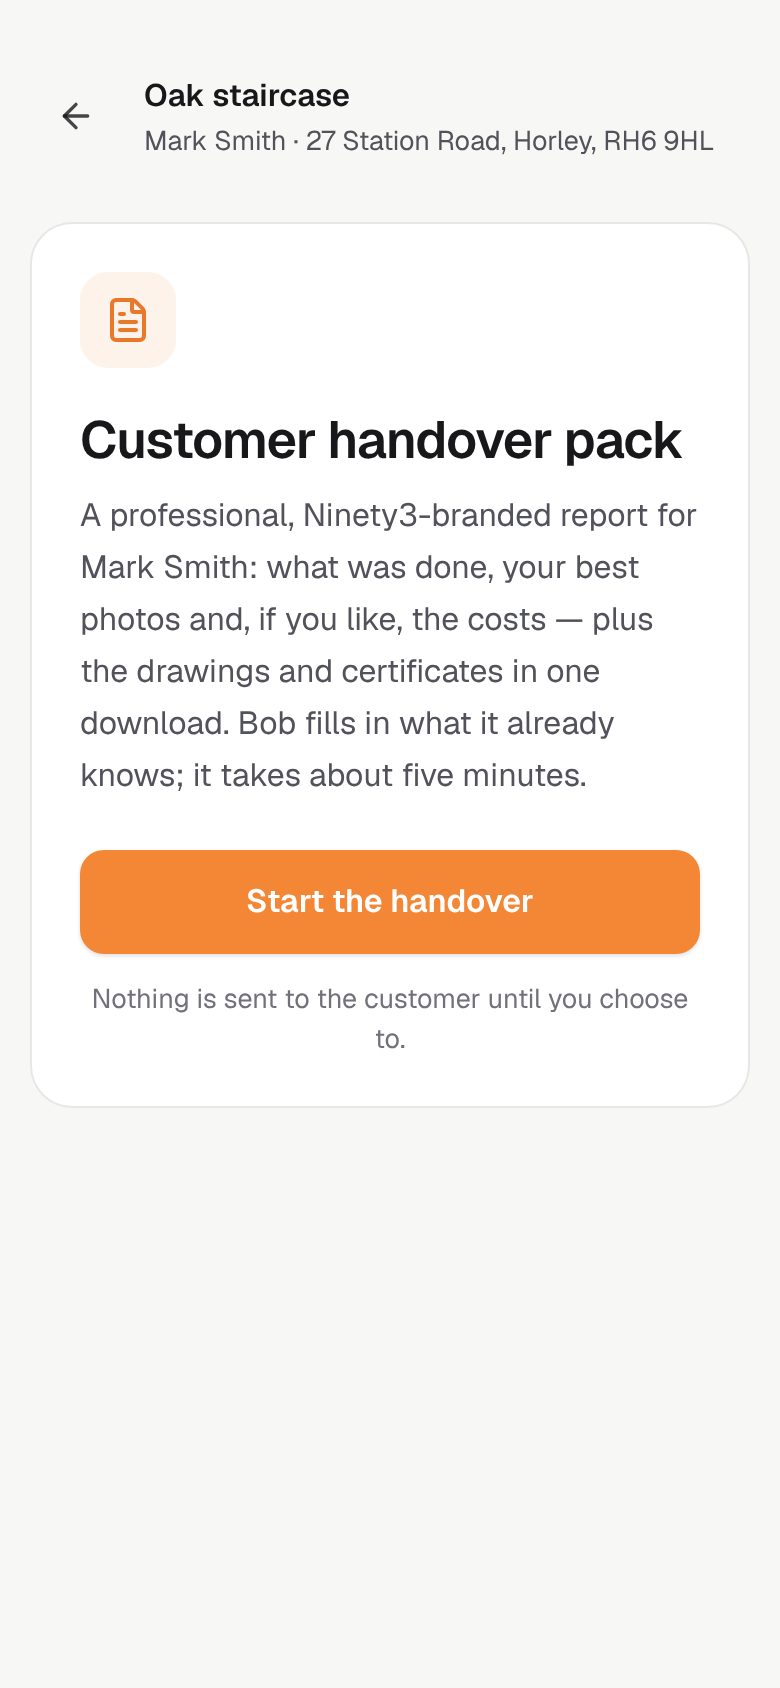 Oak staircase
Mark Smith · 27 Station Road, Horley, RH6 9HL
Customer handover pack
A professional, Ninety3-branded report for
Mark Smith: what was done, your best
photos and, if you like, the costs — plus
the drawings and certificates in one
download. Bob fills in what it already
knows; it takes about five minutes.
Start the handover
Nothing is sent to the customer until you choose
to.